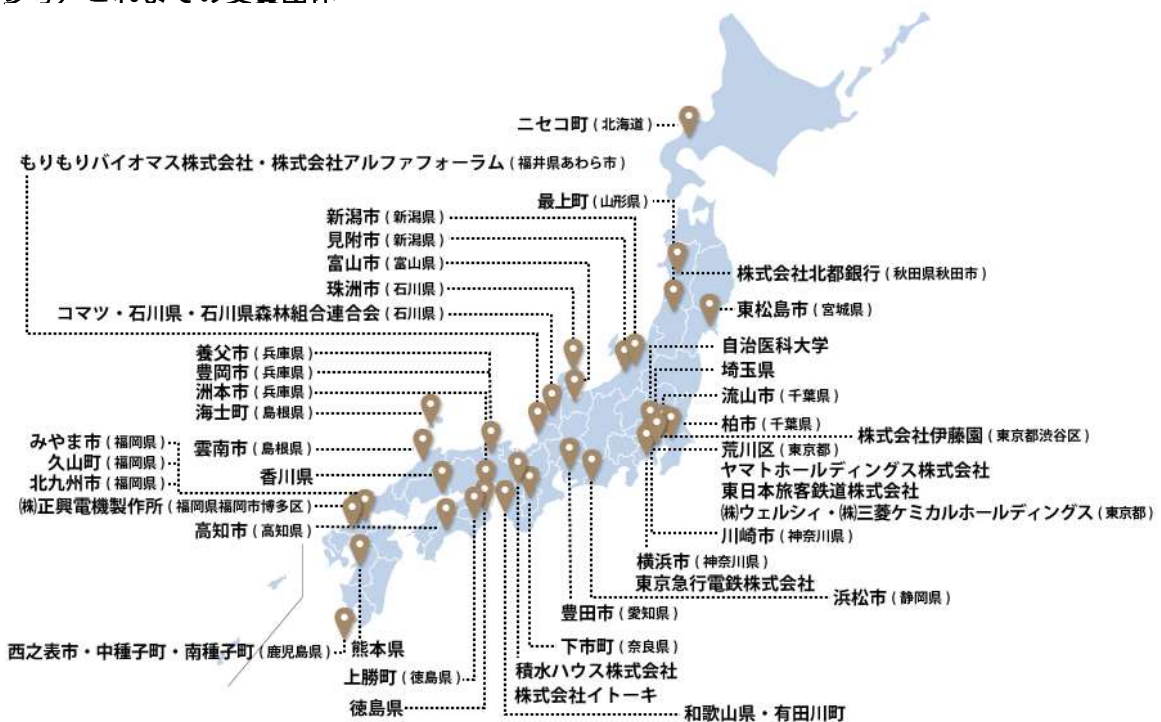 ニセコ町(北海道)
もりもりバイオマス株式会社・株式会社アルファフォーラム(福井県あわら市)
最上町(山形県)
新潟市(新潟県)
見附市(新潟県)
富山市(富山県)
珠洲市(石川県)
コマツ・石川県・石川県森林組合連合会(石川県)
株式会社北都銀行(秋田県秋田市)
東松島市(宮城県)
養父市(兵庫県)
豊岡市(兵庫県)
洲本市(兵庫県)
海士町(島根県)
自治医科大学
埼玉県
流山市(千葉県)
柏市(千葉県)
株式会社伊藤園(東京都渋谷区)
みやま市(福岡県)
雲南市(島根県)
久山町(福岡県)
香川県
北九州市(福岡県)
㈱正興電機製作所(福岡県福岡市博多区)
高知市(高知県)
荒川区(東京都)
ヤマトホールディングス株式会社
東日本旅客鉄道株式会社
㈱ウェルシィ・㈱三菱ケミカルホールディングス(東京都)
川崎市(神奈川県)
横浜市(神奈川県)
東京急行電鉄株式会社
浜松市(静岡県)
豊田市(愛知県)
西之表市・中種子町・南種子町(鹿児島県)
熊本県
下市町(奈良県)
上勝町(徳島県)
積水ハウス株式会社
株式会社イトーキ
徳島県
和歌山県・有田川町